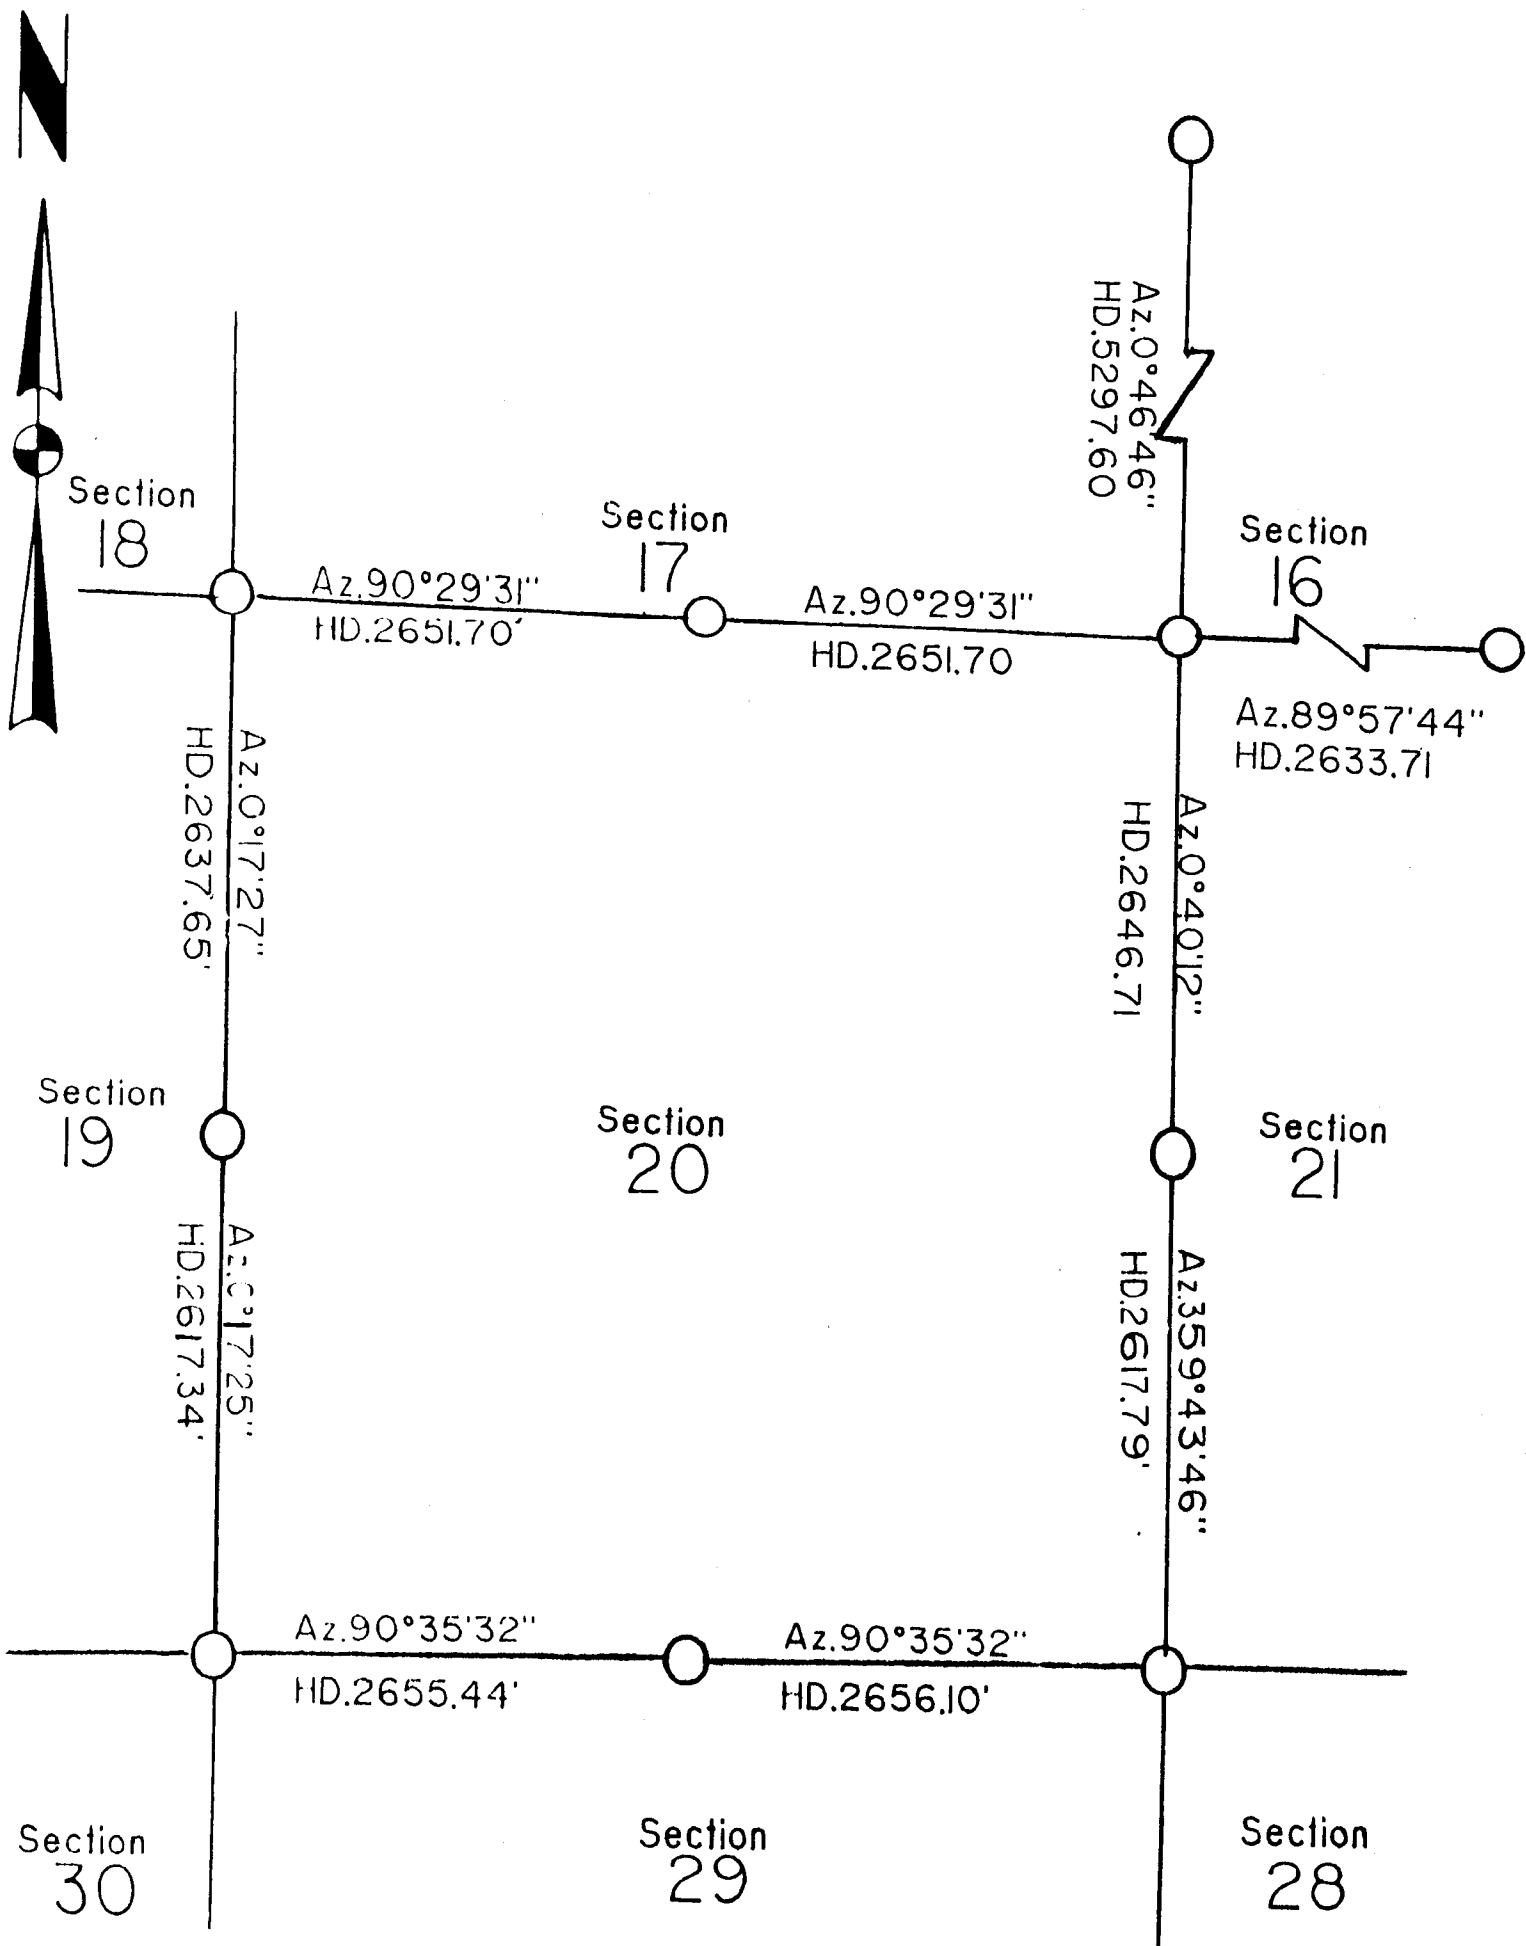 N
Az.0°46'46"
HD.5297.60
Section
18
Section
17
Section
16
Az.90°29'31"
HD.2651.70'
Az.90°29'31"
HD.2651.70
Az.89°57'44"
HD.2633.71
Az.0°17'27"
HD.2637.65'
Az.0°40'12"
HD.2646.71
Section
19
Section
20
Section
21
Az.0°17'25"
HD.2617.34'
Az.359°43'46"
HD.2617.79'
Az.90°35'32"
HD.2655.44'
Az.90°35'32"
HD.2656.10'
Section
30
Section
29
Section
28